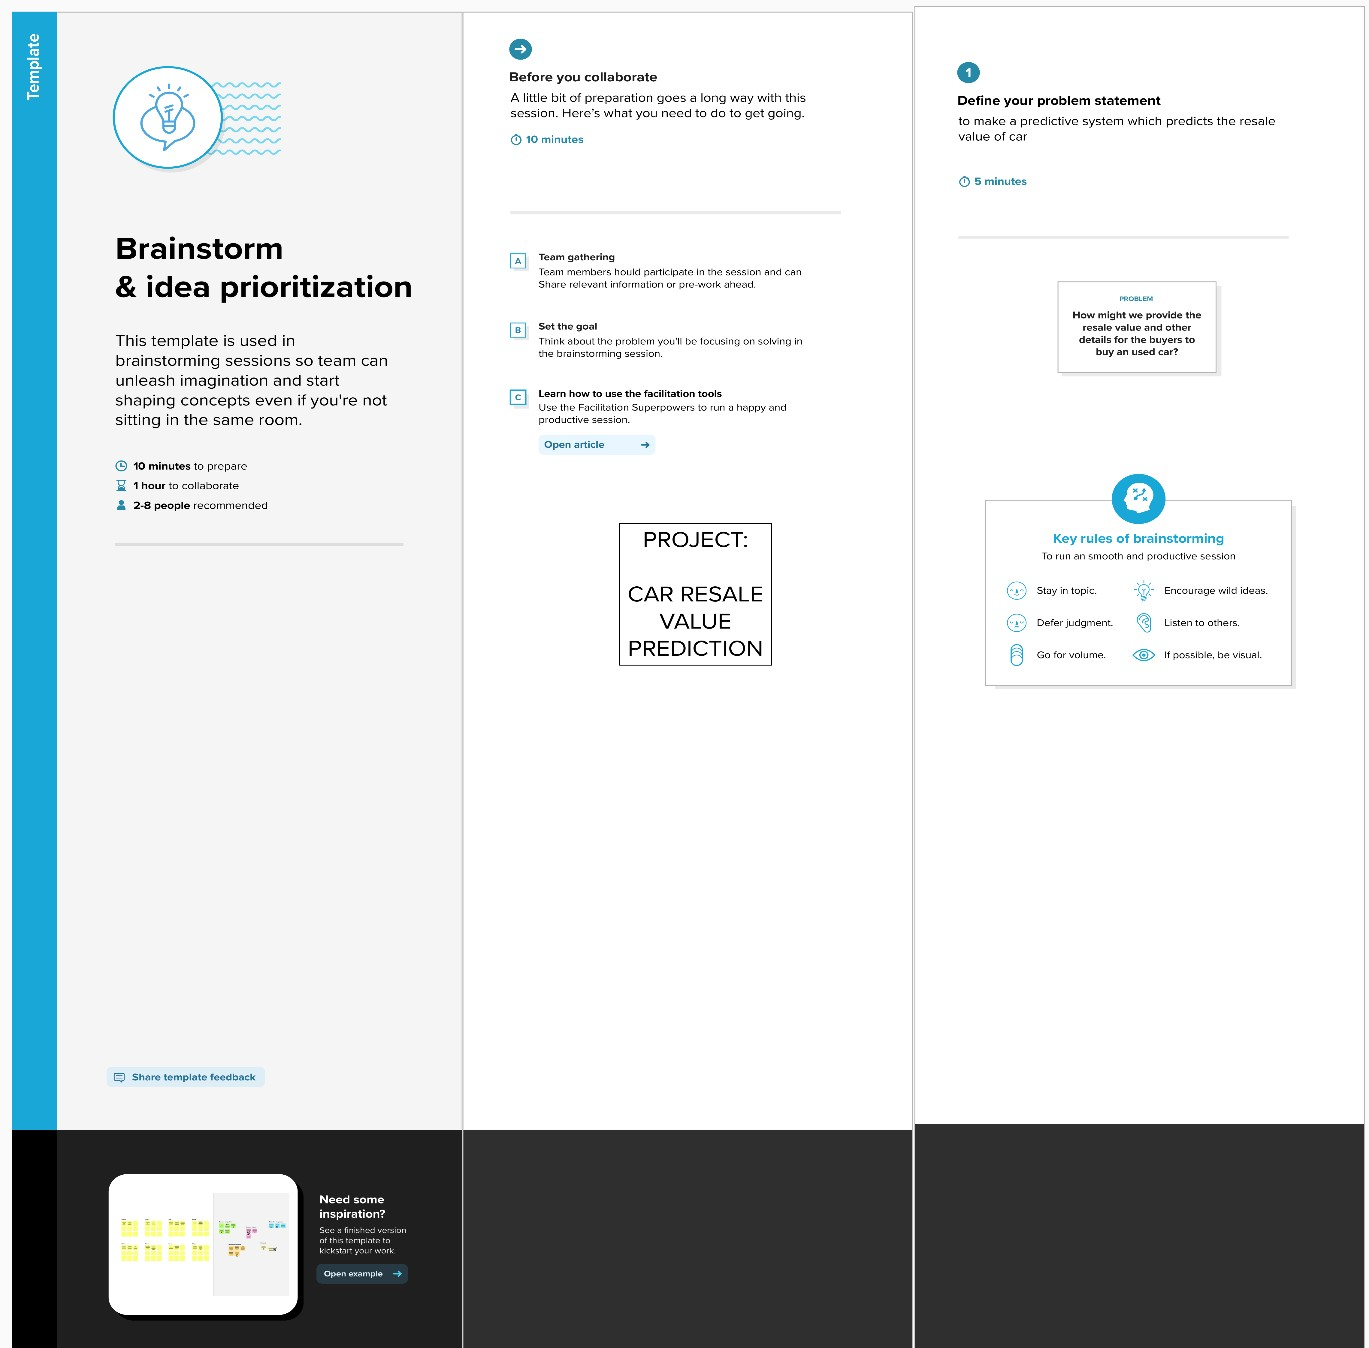 Template
Brainstorm
& idea prioritization
This template is used in
brainstorming sessions so team can
unleash imagination and start
shaping concepts even if you're not
sitting in the same room.
10 minutes to prepare
1 hour to collaborate
2-8 people recommended
Share template feedback
Need some
inspiration?
See a finished version
of this template to
kickstart your work.
Open example
Before you collaborate
A little bit of preparation goes a long way with this
session. Here's what you need to do to get going.
10 minutes
A
Team gathering
Team members hould participate in the session and can
Share relevant information or pre-work ahead.
B
Set the goal
Think about the problem you'll be focusing on solving in
the brainstorming session.
C
Learn how to use the facilitation tools
Use the Facilitation Superpowers to run a happy and
productive session.
Open article
PROJECT:
CAR RESALE
VALUE
PREDICTION
1
Define your problem statement
to make a predictive system which predicts the resale
value of car
5 minutes
PROBLEM
How might we provide the
resale value and other
details for the buyers to
buy an used car?
Key rules of brainstorming
To run an smooth and productive session
Stay in topic.
Encourage wild ideas.
Defer judgment.
Listen to others.
Go for volume.
If possible, be visual.